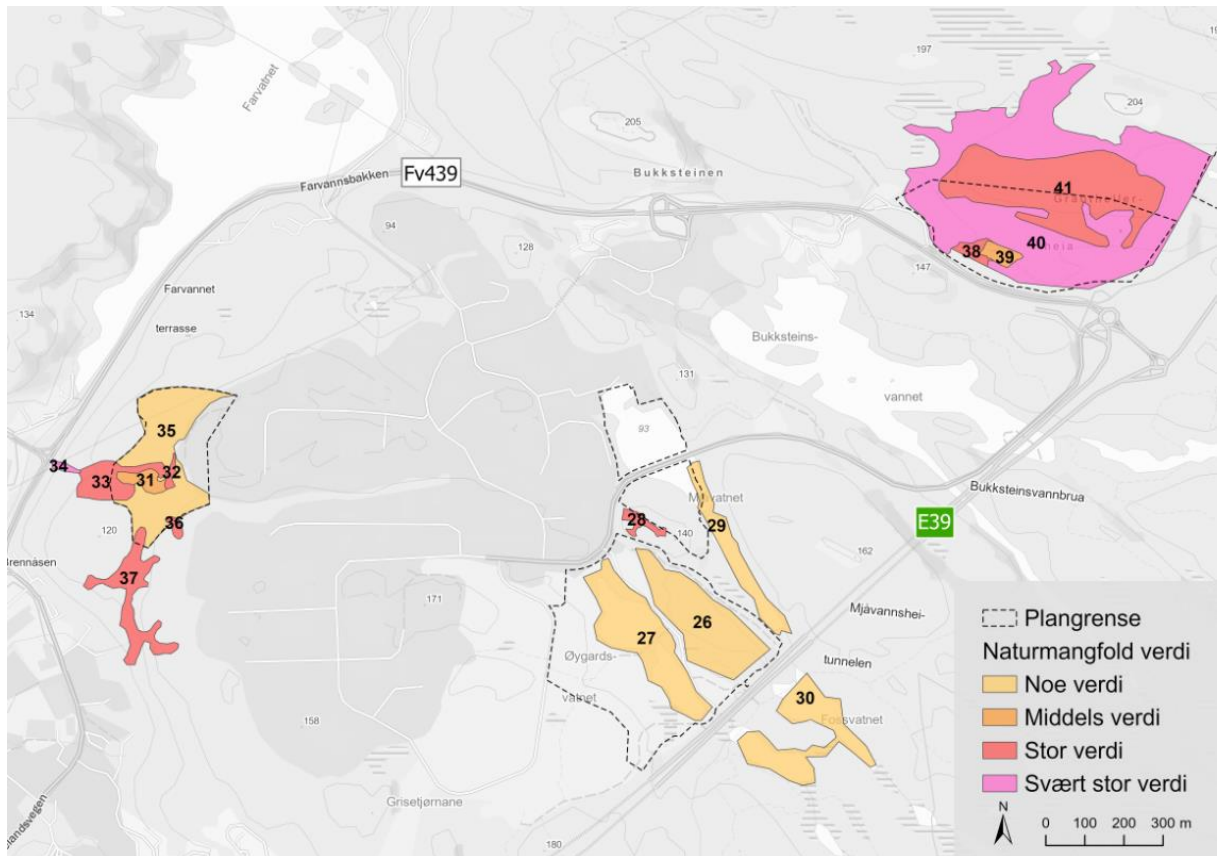 197
Farvatnet
205
204
Fv439
Bukksteinen
Farvannsbakken
41
94
40
38
39
128
147
Farvannet
terrasse
134
Bukksteins-
vannet
131
35
93
34
33
31
32
Bukksteinsvannbrua
Mjåvatnet
E39
28
29
140
36
120
162
Brennåsen
37
171
26
Mjåvannshei-
tunnelen
27
Øygards-
vatnet
30
Fossvatnet
158
Grisetjørnane
180
Plangrense
Naturmangfold verdi
Noe verdi
Middels verdi
Stor verdi
Svært stor verdi
N
0 100 200 300 m